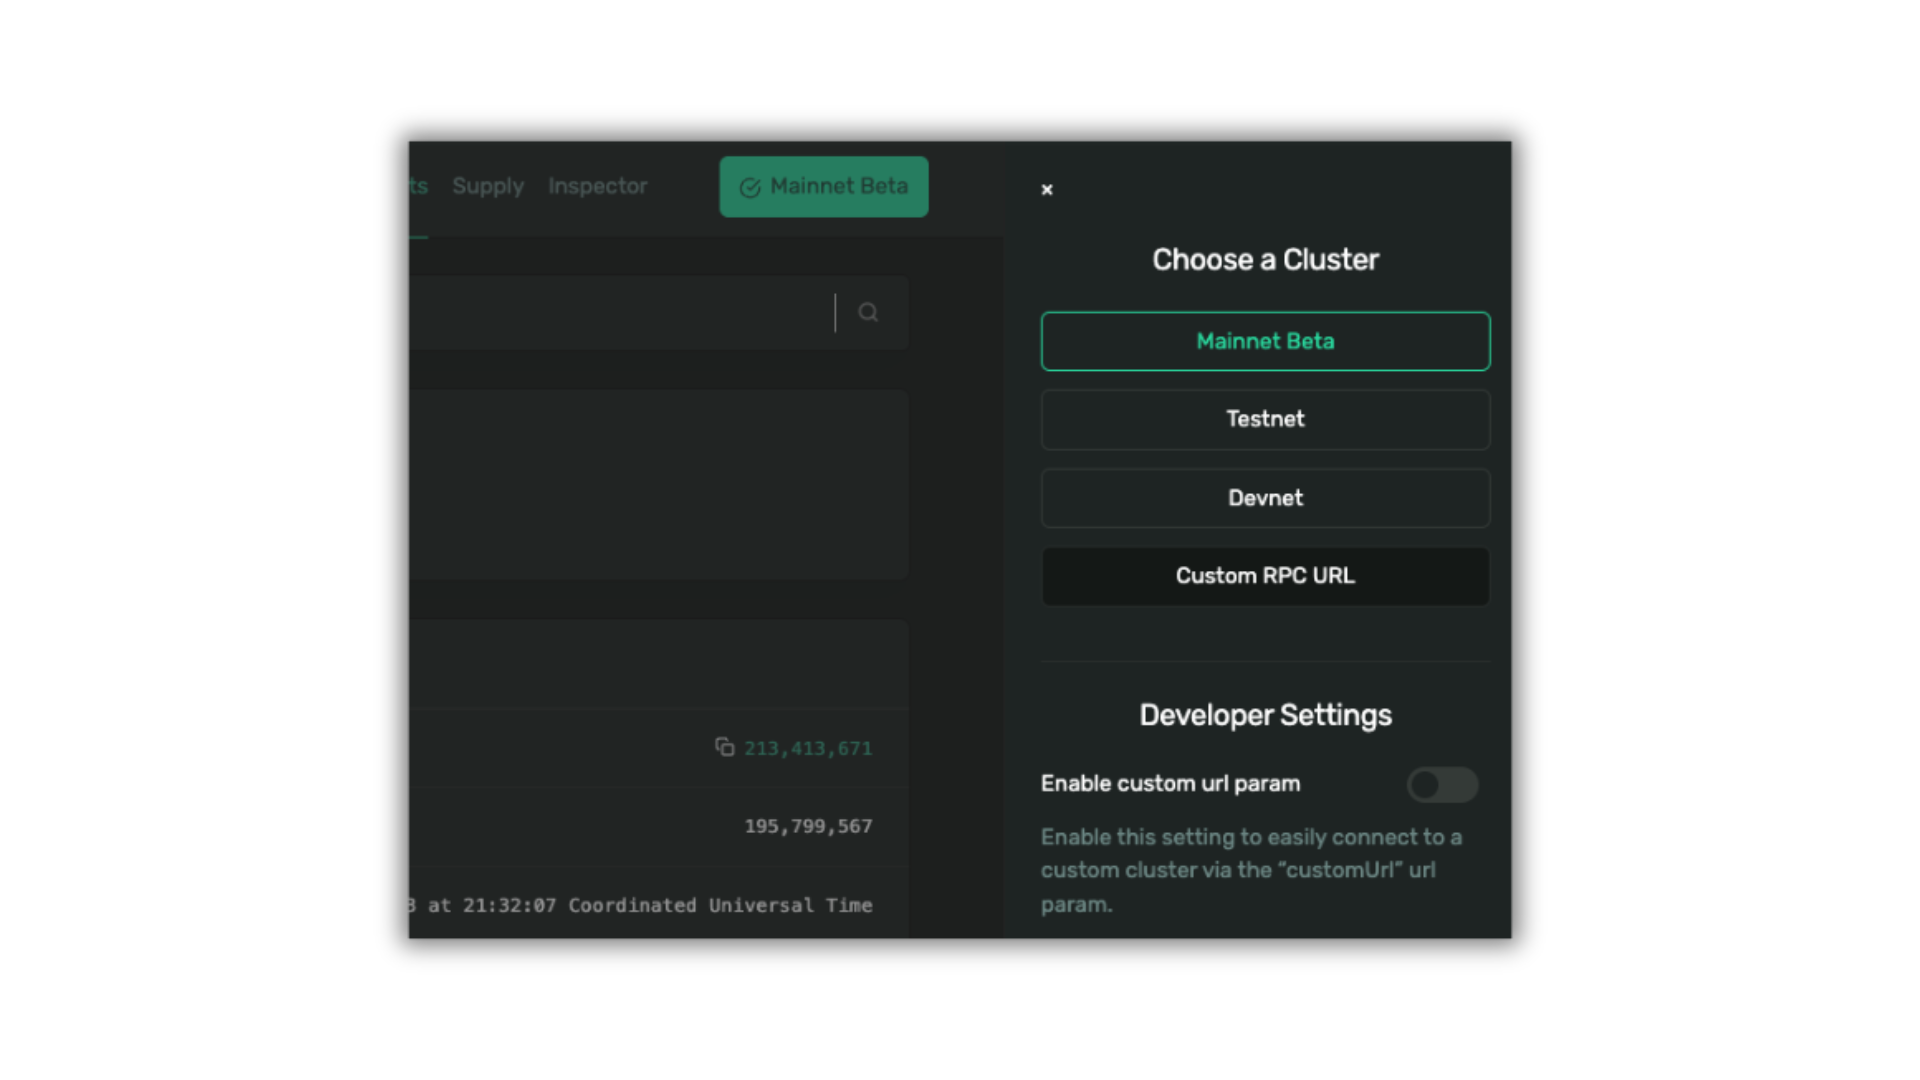 ts Supply Inspector Mainnet Beta
213,413,671
195,799,567
3 at 21:32:07 Coordinated Universal Time
×
Choose a Cluster
Mainnet Beta
Testnet
Devnet
Custom RPC URL
Developer Settings
Enable custom url param
Enable this setting to easily connect to a
custom cluster via the “customUrl” url
param.